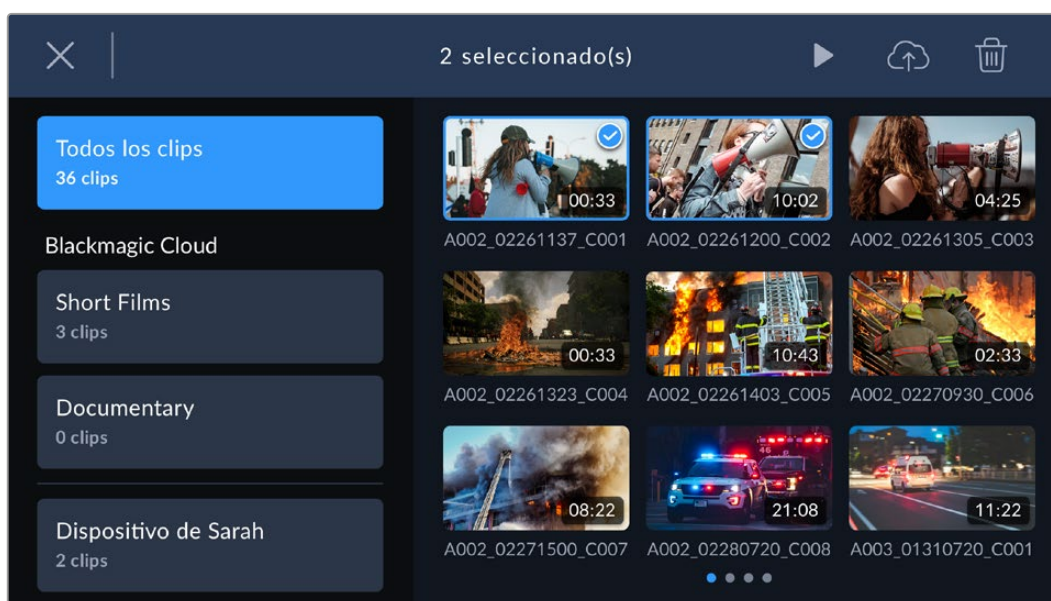 2 seleccionado(s)
Todos los clips
36 clips
Blackmagic Cloud
Short Films
3 clips
Documentary
0 clips
Dispositivo de Sarah
2 clips
00:33
10:02
04:25
A002_02261137_C001
A002_02261200_C002
A002_02261305_C003
00:33
10:43
02:33
A002_02261323_C004
A002_02261403_C005
A002_02270930_C006
46
08:22
21:08
11:22
A002_02271500_C007
A002_02280720_C008
A003_01310720_C001